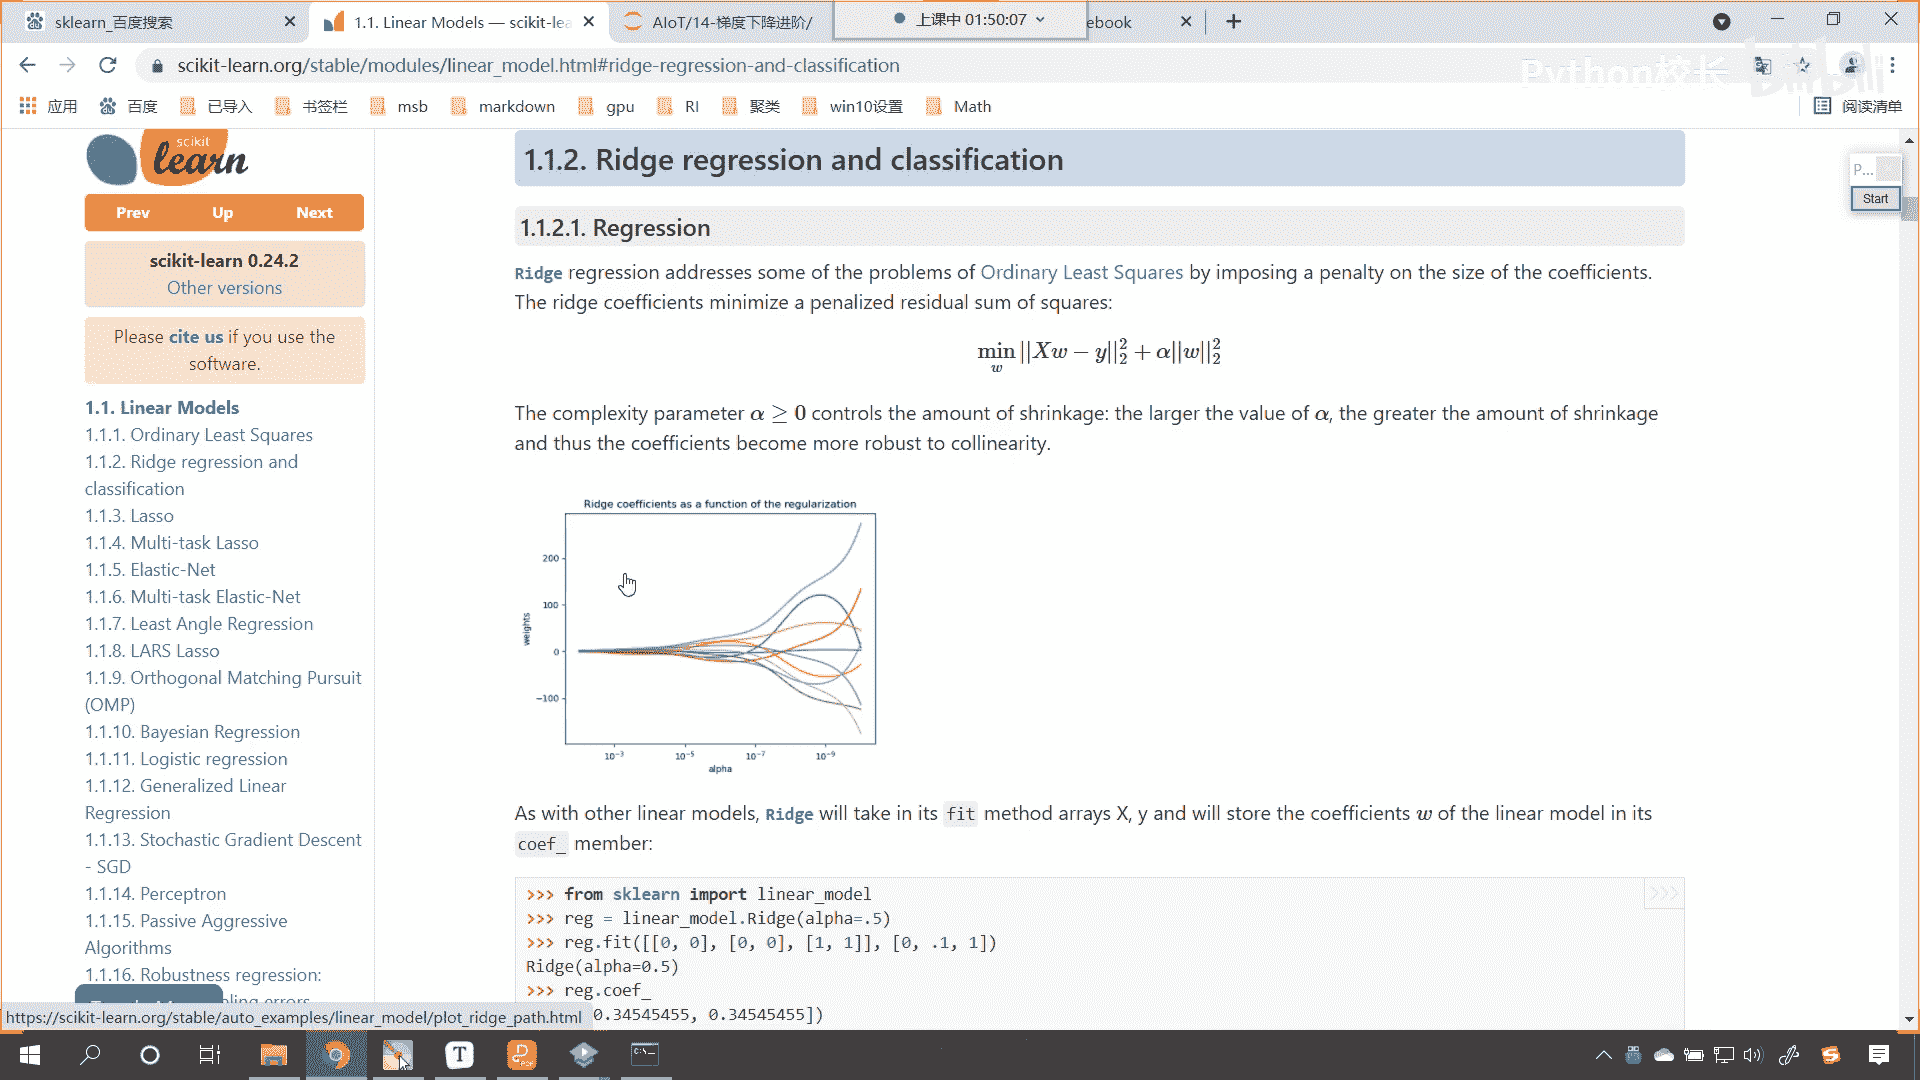 sklearn_百度搜索
1.1. Linear Models — scikit-lea
AIoT/14-梯度下降进阶/
上课中 01:50:07
ebook
scikit-learn.org/stable/modules/linear_model.html#ridge-regression-and-classification
Python校长
bilibili
应用
百度
已导入
书签栏
msb
markdown
gpu
RI
聚类
win10设置
Math
阅读清单
scikit
learn
Prev Up Next
scikit-learn 0.24.2
Other versions
Please cite us if you use the
software.
1.1. Linear Models
1.1.1. Ordinary Least Squares
1.1.2. Ridge regression and
classification
1.1.3. Lasso
1.1.4. Multi-task Lasso
1.1.5. Elastic-Net
1.1.6. Multi-task Elastic-Net
1.1.7. Least Angle Regression
1.1.8. LARS Lasso
1.1.9. Orthogonal Matching Pursuit
(OMP)
1.1.10. Bayesian Regression
1.1.11. Logistic regression
1.1.12. Generalized Linear
Regression
1.1.13. Stochastic Gradient Descent
- SGD
1.1.14. Perceptron
1.1.15. Passive Aggressive
Algorithms
1.1.16. Robustness regression:
1.1.2. Ridge regression and classification
1.1.2.1. Regression
Ridge regression addresses some of the problems of Ordinary Least Squares by imposing a penalty on the size of the coefficients.
The ridge coefficients minimize a penalized residual sum of squares:
min_w ||Xw − y||₂² + α||w||₂²
The complexity parameter α ≥ 0 controls the amount of shrinkage: the larger the value of α, the greater the amount of shrinkage
and thus the coefficients become more robust to collinearity.
Ridge coefficients as a function of the regularization
200
100
0
−100
weights
10⁻³ 10⁻⁵ 10⁻⁷ 10⁻⁹
alpha
As with other linear models, Ridge will take in its fit method arrays X, y and will store the coefficients w of the linear model in its
coef_ member:
>>>
>>> from sklearn import linear_model
>>> reg = linear_model.Ridge(alpha=.5)
>>> reg.fit([[0, 0], [0, 0], [1, 1]], [0, .1, 1])
Ridge(alpha=0.5)
>>> reg.coef_
0.34545455, 0.34545455])
P...
Start
https://scikit-learn.org/stable/auto_examples/linear_model/plot_ridge_path.html